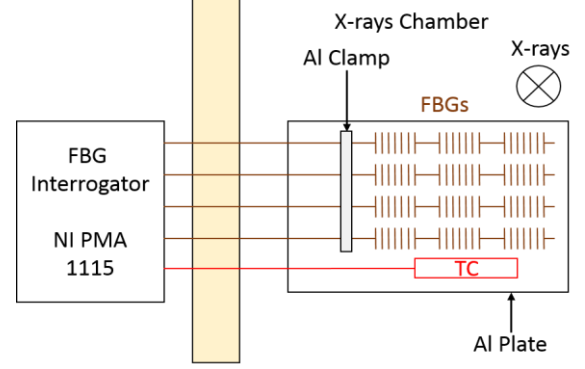 X-rays Chamber
Al Clamp
X-rays
FBGs
FBG
Interrogator
NI PMA
1115
TC
Al Plate